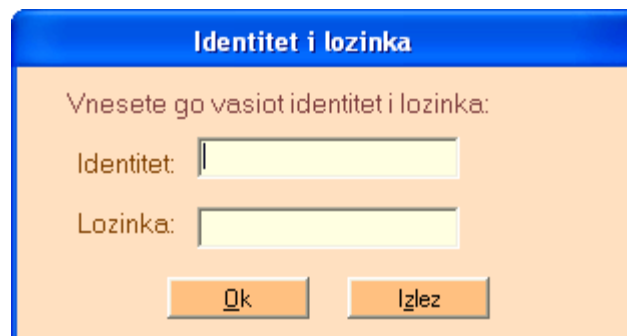 Identitet i lozinka
Vnesete go vasiot identitet i lozinka:
Identitet:
Lozinka:
Ok Izlez